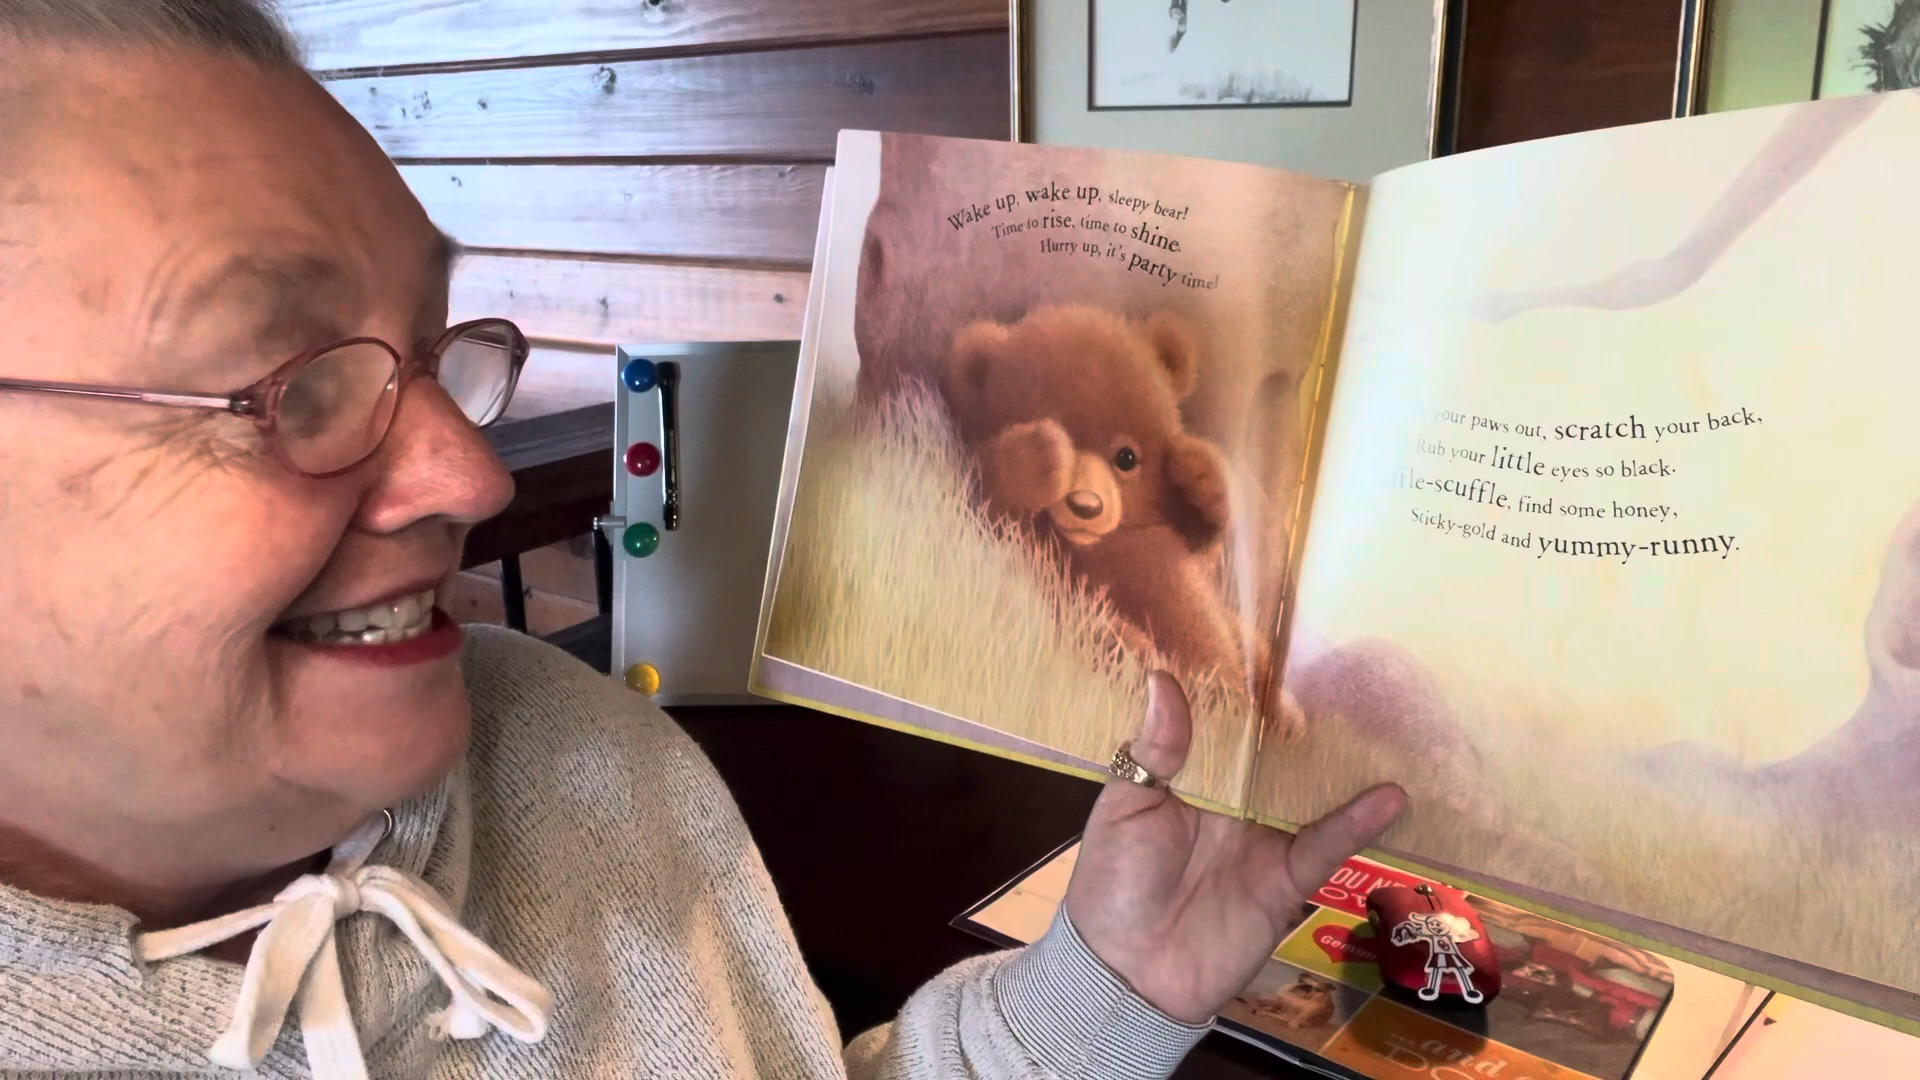 Wake up, wake up, sleepy bear!
Time to rise, time to shine.
Hurry up, it's party time!
your paws out, scratch your back,
Rub your little eyes so black.
scuffle, find some honey,
Sticky-gold and yummy-runny.
OU
and